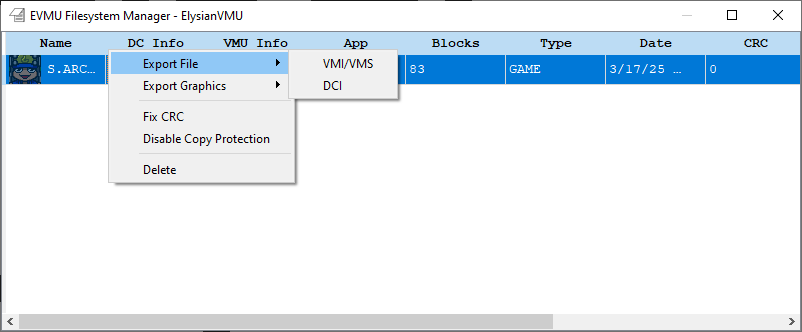 EVMU Filesystem Manager - ElysianVMU
Name DC Info VMU Info App Blocks Type Date CRC
S.ARC… 83 GAME 3/17/25 … 0
Export File VMI/VMS
Export Graphics DCI
Fix CRC
Disable Copy Protection
Delete